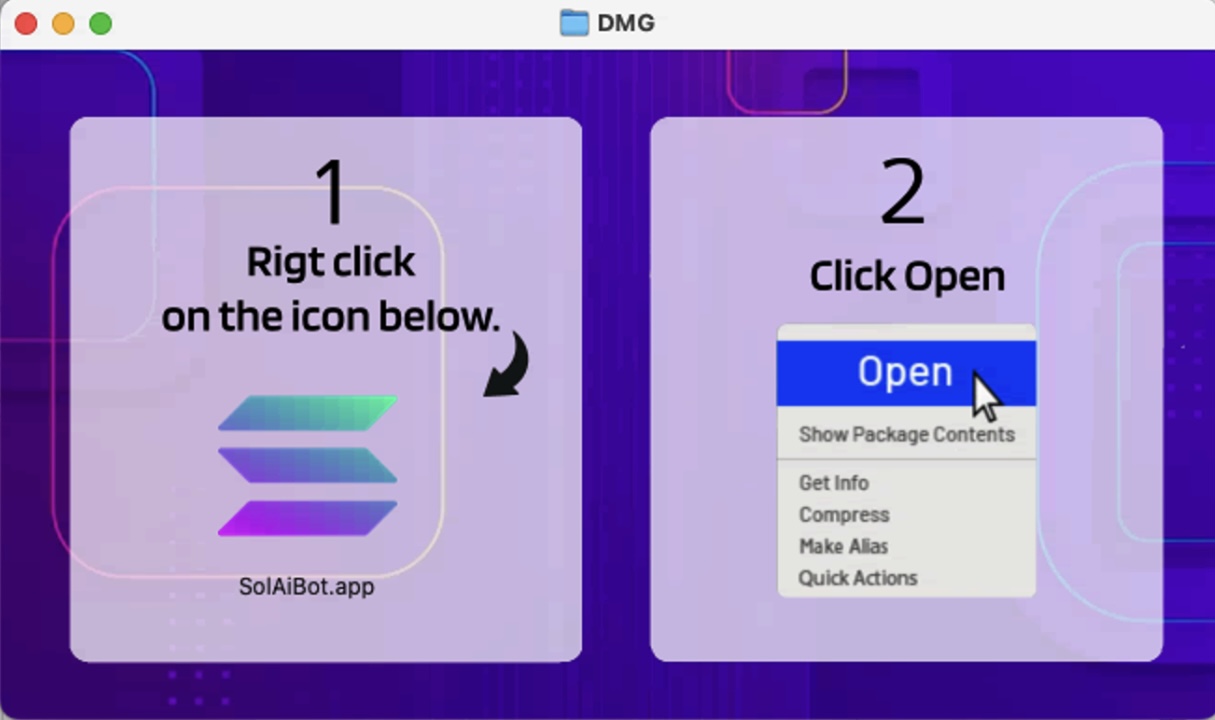 DMG
1
Rigt click
on the icon below.
SolAiBot.app
2
Click Open
Open
Show Package Contents
Get Info
Compress
Make Alias
Quick Actions